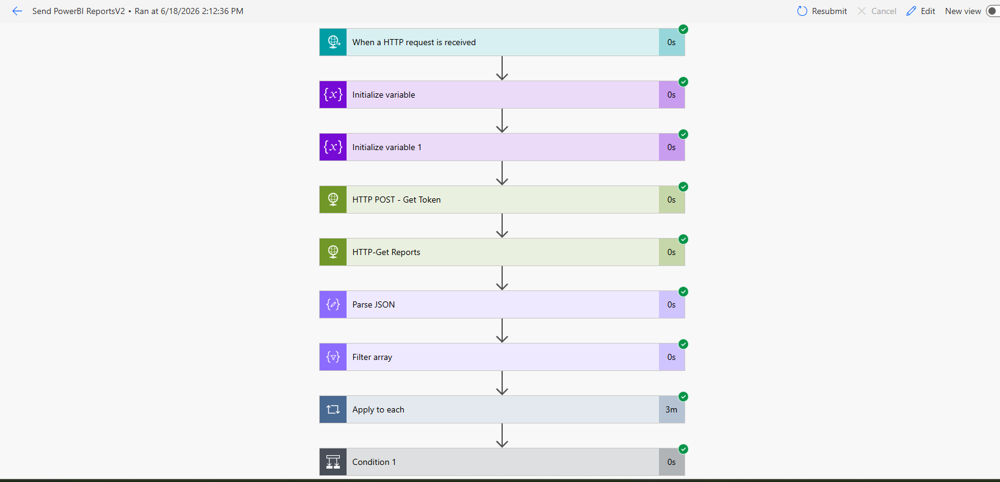 Send PowerBI ReportsV2 • Ran at 6/18/2026 2:12:36 PM
Resubmit Cancel Edit New view
When a HTTP request is received 0s
{x} Initialize variable 0s
{x} Initialize variable 1 0s
HTTP POST - Get Token 0s
HTTP-Get Reports 0s
Parse JSON 0s
Filter array 0s
Apply to each 3m
Condition 1 0s